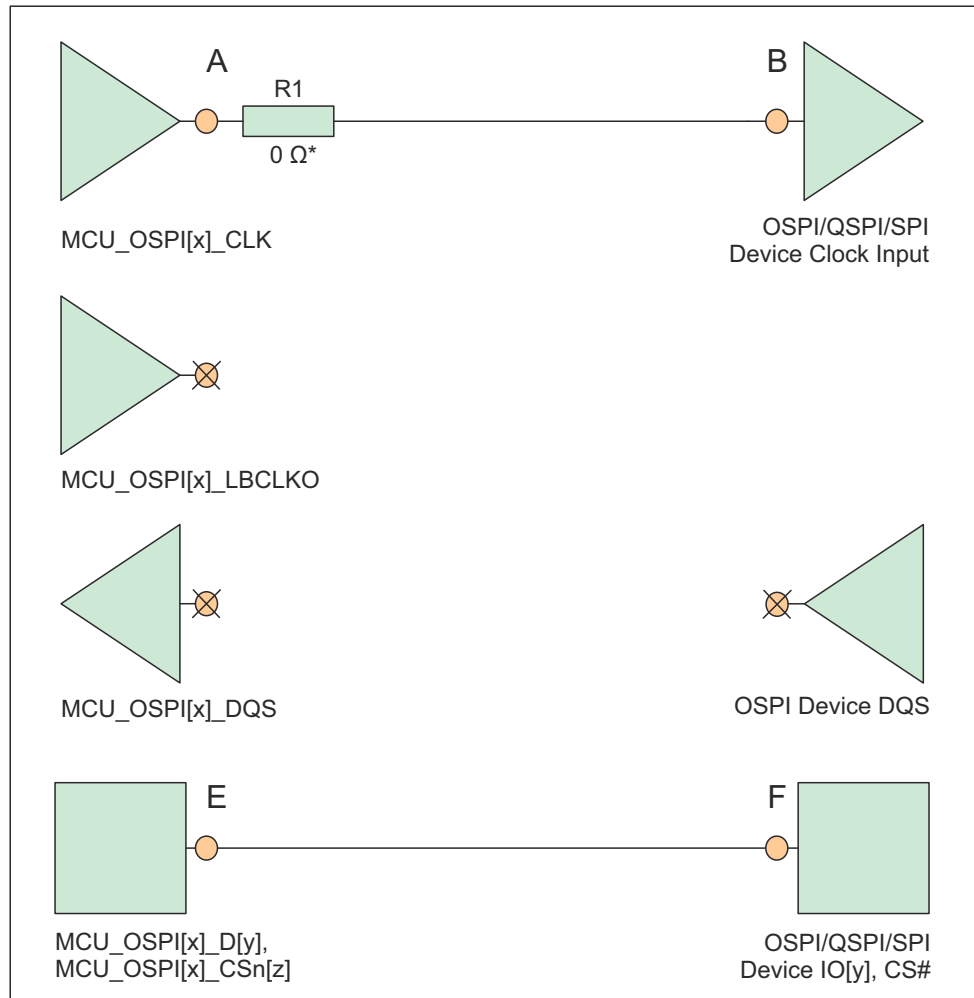 A
B
R1
0 Ω*
MCU_OSPI[x]_CLK
OSPI/QSPI/SPI
Device Clock Input
MCU_OSPI[x]_LBCLKO
MCU_OSPI[x]_DQS
OSPI Device DQS
E
F
MCU_OSPI[x]_D[y],
MCU_OSPI[x]_CSn[z]
OSPI/QSPI/SPI
Device IO[y], CS#